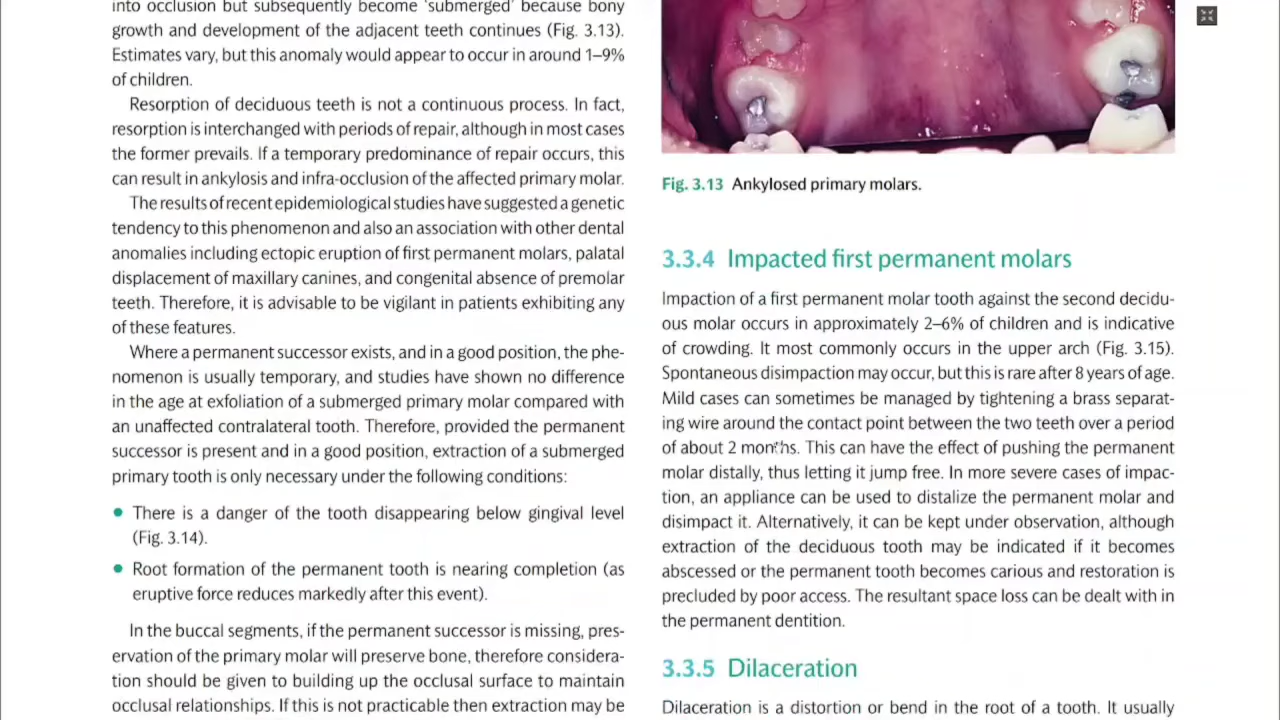 into occlusion but subsequently become ‘submerged’ because bony
growth and development of the adjacent teeth continues (Fig. 3.13).
Estimates vary, but this anomaly would appear to occur in around 1–9%
of children.
Resorption of deciduous teeth is not a continuous process. In fact,
resorption is interchanged with periods of repair, although in most cases
the former prevails. If a temporary predominance of repair occurs, this
can result in ankylosis and infra-occlusion of the affected primary molar.
The results of recent epidemiological studies have suggested a genetic
tendency to this phenomenon and also an association with other dental
anomalies including ectopic eruption of first permanent molars, palatal
displacement of maxillary canines, and congenital absence of premolar
teeth. Therefore, it is advisable to be vigilant in patients exhibiting any
of these features.
Where a permanent successor exists, and in a good position, the phe-
nomenon is usually temporary, and studies have shown no difference
in the age at exfoliation of a submerged primary molar compared with
an unaffected contralateral tooth. Therefore, provided the permanent
successor is present and in a good position, extraction of a submerged
primary tooth is only necessary under the following conditions:
• There is a danger of the tooth disappearing below gingival level
(Fig. 3.14).
• Root formation of the permanent tooth is nearing completion (as
eruptive force reduces markedly after this event).
In the buccal segments, if the permanent successor is missing, pres-
ervation of the primary molar will preserve bone, therefore considera-
tion should be given to building up the occlusal surface to maintain
occlusal relationships. If this is not practicable then extraction may be
Fig. 3.13 Ankylosed primary molars.
3.3.4 Impacted first permanent molars
Impaction of a first permanent molar tooth against the second decidu-
ous molar occurs in approximately 2–6% of children and is indicative
of crowding. It most commonly occurs in the upper arch (Fig. 3.15).
Spontaneous disimpaction may occur, but this is rare after 8 years of age.
Mild cases can sometimes be managed by tightening a brass separat-
ing wire around the contact point between the two teeth over a period
of about 2 months. This can have the effect of pushing the permanent
molar distally, thus letting it jump free. In more severe cases of impac-
tion, an appliance can be used to distalize the permanent molar and
disimpact it. Alternatively, it can be kept under observation, although
extraction of the deciduous tooth may be indicated if it becomes
abscessed or the permanent tooth becomes carious and restoration is
precluded by poor access. The resultant space loss can be dealt with in
the permanent dentition.
3.3.5 Dilaceration
Dilaceration is a distortion or bend in the root of a tooth. It usually